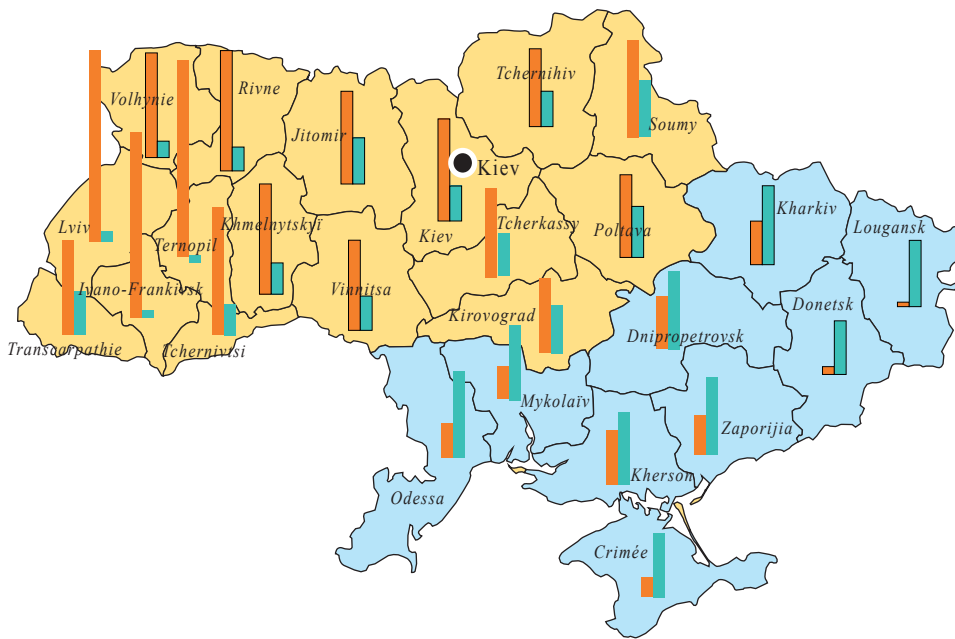 Tchernihiv
Volhynie
Rivne
Soumy
Jitomir
Kiev
Kharkiv
Tcherkassy
Khmelnytskyï
Lviv
Kiev
Poltava
Lougansk
Ternopil
Ivano-Frankivsk
Vinnitsa
Donetsk
Kirovograd
Dnipropetrovsk
Transcarpathie
Tchernivtsi
Mykolaïv
Zaporijia
Kherson
Odessa
Crimée